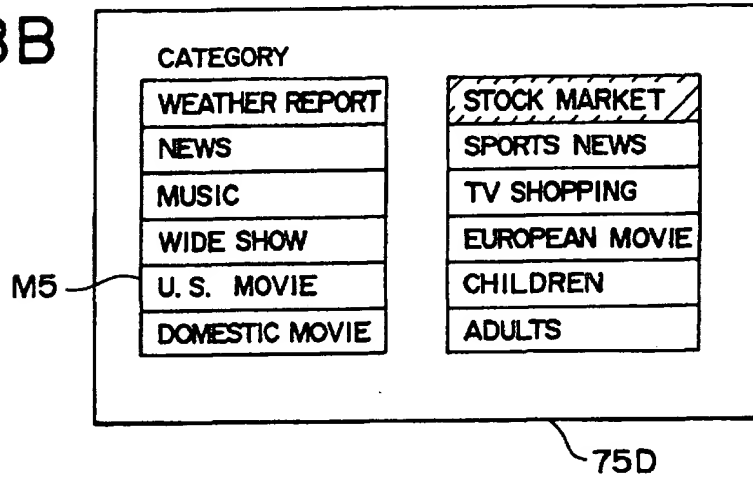 B
CATEGORY
WEATHER REPORT
NEWS
MUSIC
WIDE SHOW
U.S. MOVIE
DOMESTIC MOVIE
STOCK MARKET
SPORTS NEWS
TV SHOPPING
EUROPEAN MOVIE
CHILDREN
ADULTS
M5
75D